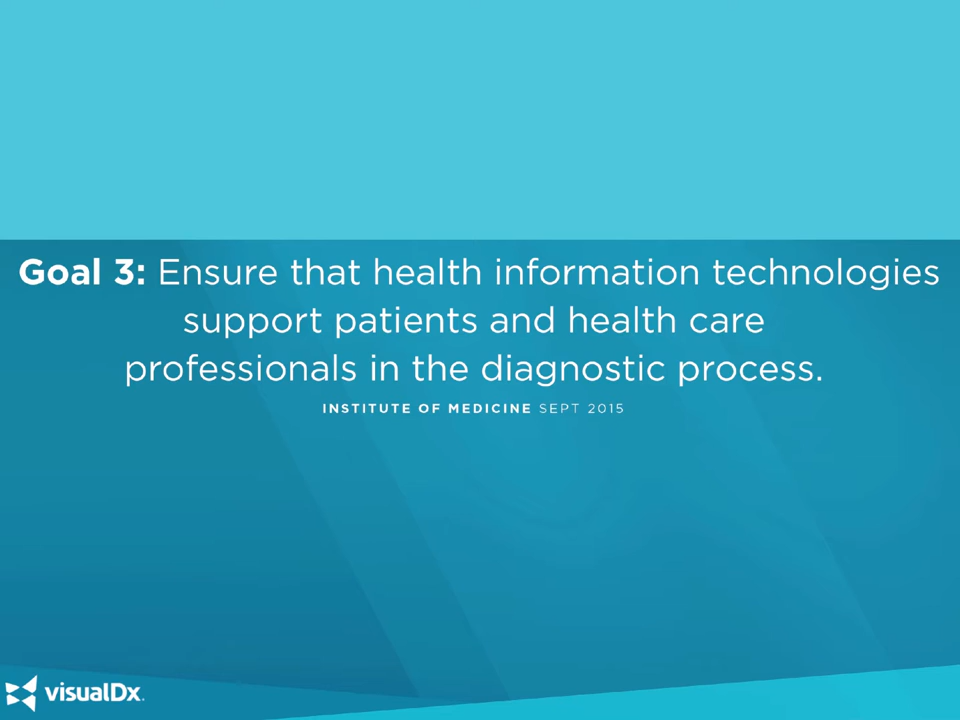 Goal 3: Ensure that health information technologies
support patients and health care
professionals in the diagnostic process.
INSTITUTE OF MEDICINE SEPT 2015
visualDx.